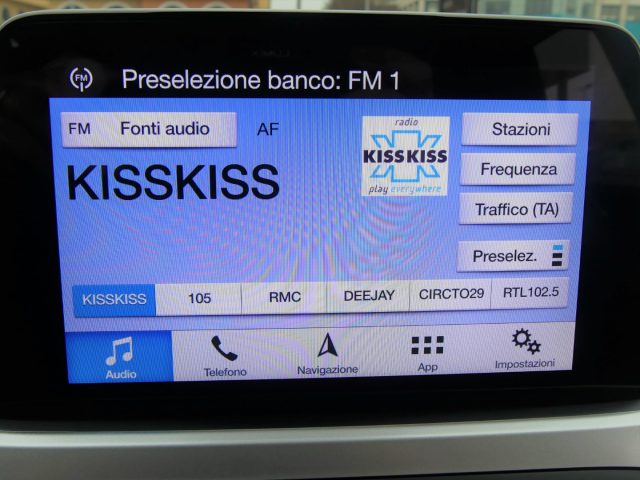 FM
Preselezione banco: FM 1
FM Fonti audio
AF
radio
KISSKISS
play everywhere
Stazioni
KISSKISS
Frequenza
Traffico (TA)
Preselez.
KISSKISS
105
RMC
DEEJAY
CIRCTO29
RTL102.5
Audio
Telefono
Navigazione
App
Impostazioni